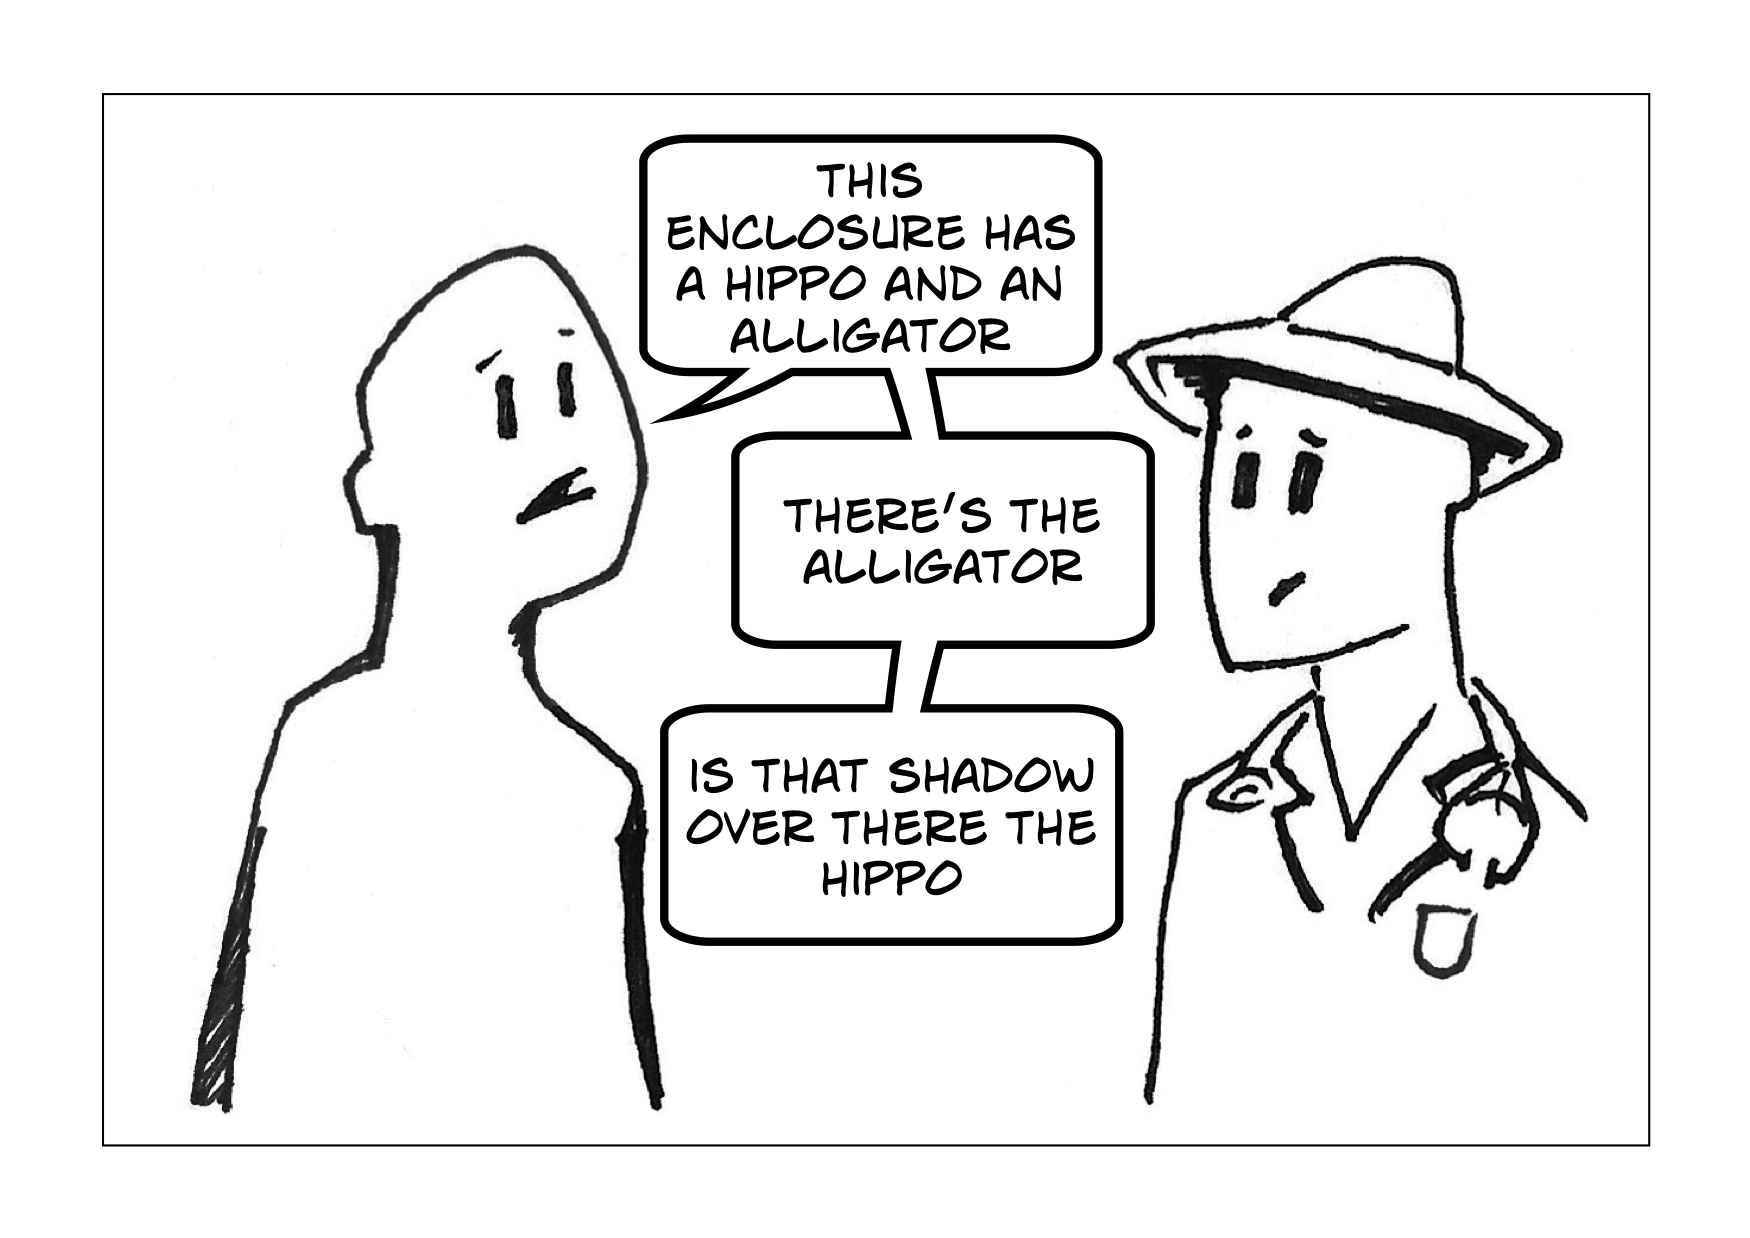 THIS
ENCLOSURE HAS
A HIPPO AND AN
ALLIGATOR
THERE'S THE
ALLIGATOR
IS THAT SHADOW
OVER THERE THE
HIPPO